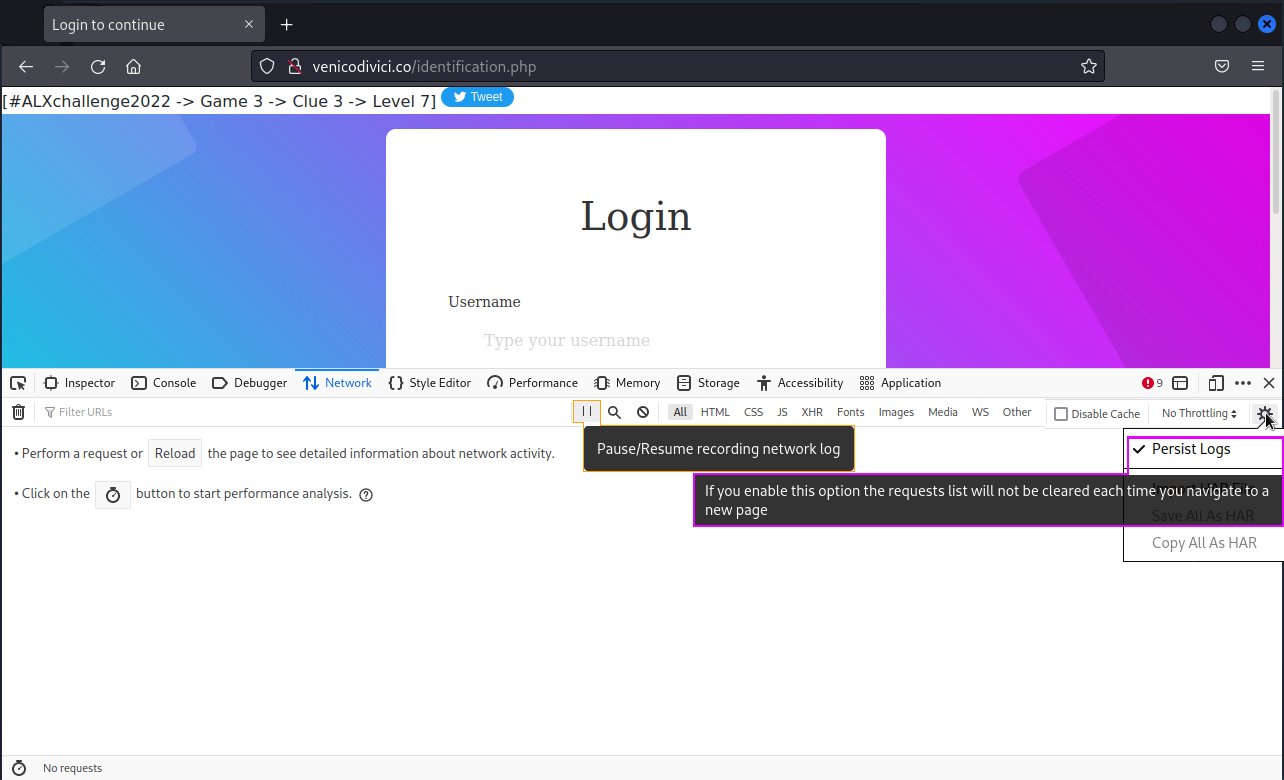 Login to continue
venicodivici.co/identification.php
[#ALXchallenge2022 -> Game 3 -> Clue 3 -> Level 7] Tweet
Login
Username
Type your username
Inspector Console Debugger Network Style Editor Performance Memory Storage Accessibility Application 9
Filter URLs All HTML CSS JS XHR Fonts Images Media WS Other Disable Cache No Throttling
• Perform a request or Reload the page to see detailed information about network activity.
Pause/Resume recording network log
Persist Logs
• Click on the button to start performance analysis.
If you enable this option the requests list will not be cleared each time you navigate to a
new page
Save All As HAR
Copy All As HAR
No requests